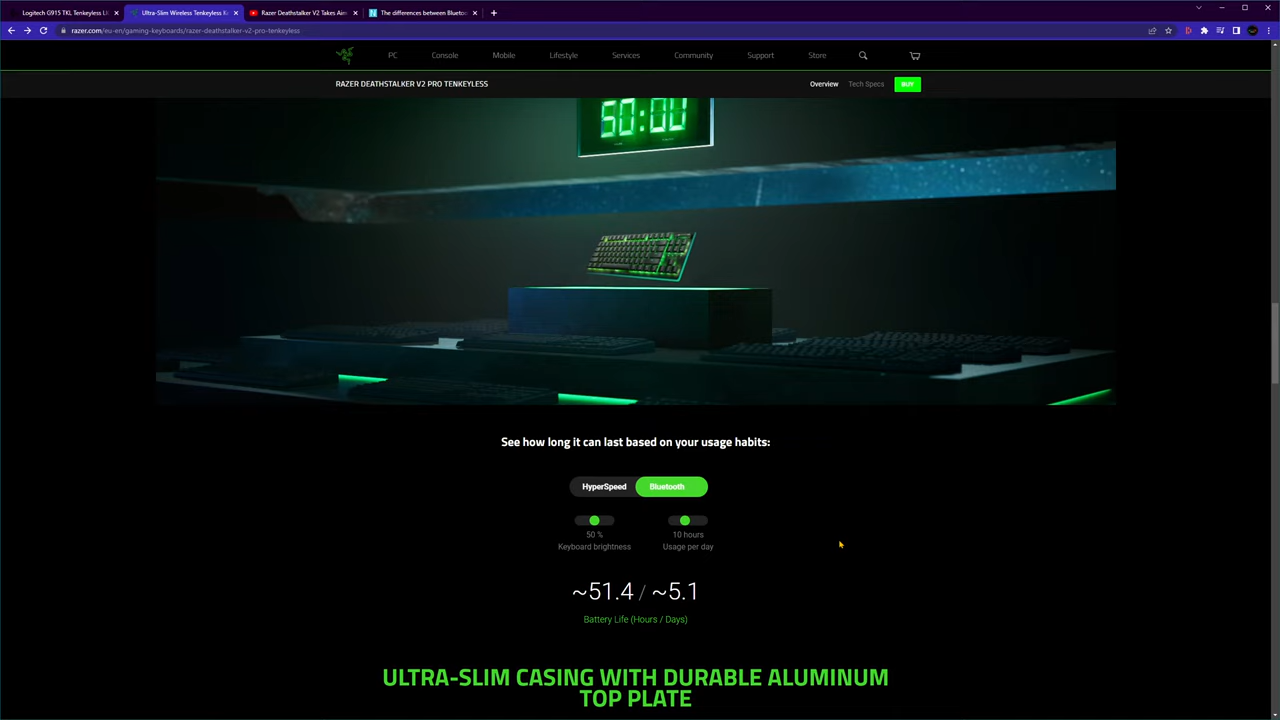 Logitech G915 TKL Tenkeyless LI
Ultra-Slim Wireless Tenkeyless K
Razer Deathstalker V2 Takes Aim
The differences between Bluetoo
razer.com/eu-en/gaming-keyboards/razer-deathstalker-v2-pro-tenkeyless
PC Console Mobile Lifestyle Services Community Support Store
RAZER DEATHSTALKER V2 PRO TENKEYLESS
Overview Tech Specs BUY
60:00
See how long it can last based on your usage habits:
HyperSpeed Bluetooth
50 % 10 hours
Keyboard brightness Usage per day
~51.4 / ~5.1
Battery Life (Hours / Days)
ULTRA-SLIM CASING WITH DURABLE ALUMINUM
TOP PLATE